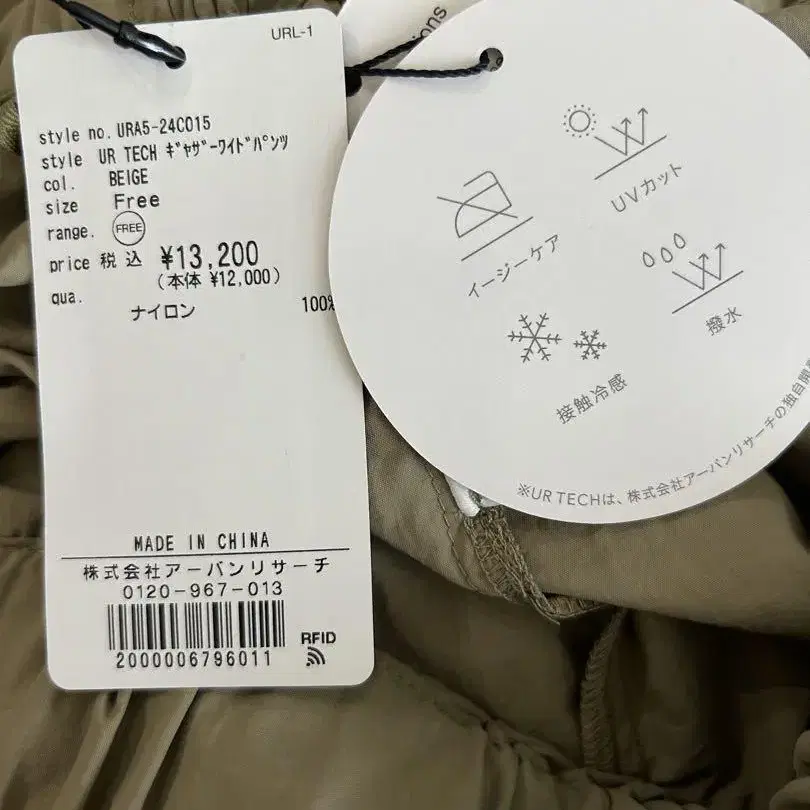 URL-1
style no. URA5-24C015
style UR TECH ｷﾞｬｻﾞｰﾜｲﾄﾞﾊﾟﾝﾂ
col. BEIGE
size Free
range. FREE
price 税込 ¥13,200
(本体 ¥12,000)
qua.
ナイロン 100%
MADE IN CHINA
株式会社アーバンリサーチ
0120-967-013
2000006796011
RFID
UVカット
イージーケア
撥水
接触冷感
※UR TECHは、株式会社アーバンリサーチの独自開